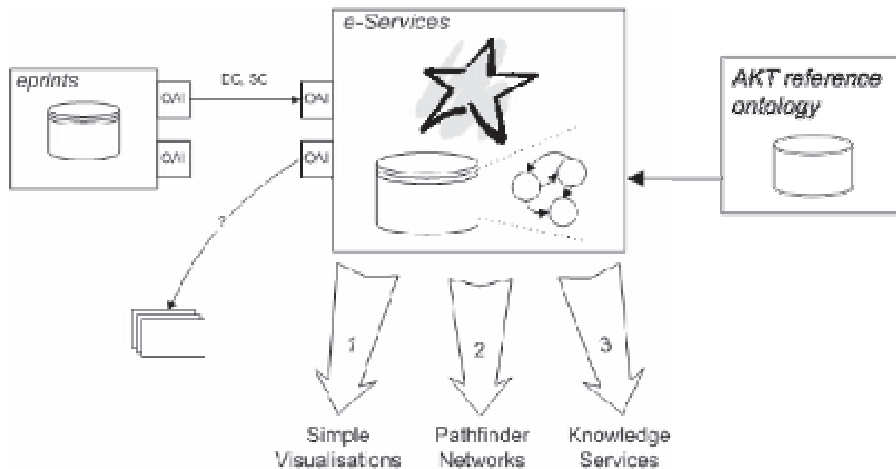 e-Services
eprints
OAI
DC, SC
OAI
AKT reference
ontology
OAI
OAI
?
1
2
3
Simple
Visualisations
Pathfinder
Networks
Knowledge
Services